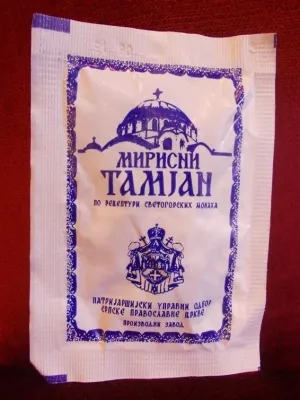 МИРИСНИ
ТАМЈАН
ПО РЕЦЕПТУРИ СВЕТОГОРСКИХ МОНАХА
ПАТРИЈАРШИЈСКИ УПРАВНИ ОДБОР
СРПСКЕ ПРАВОСЛАВНЕ ЦРКВЕ
ПРОИЗВОДНИ ЗАВОД